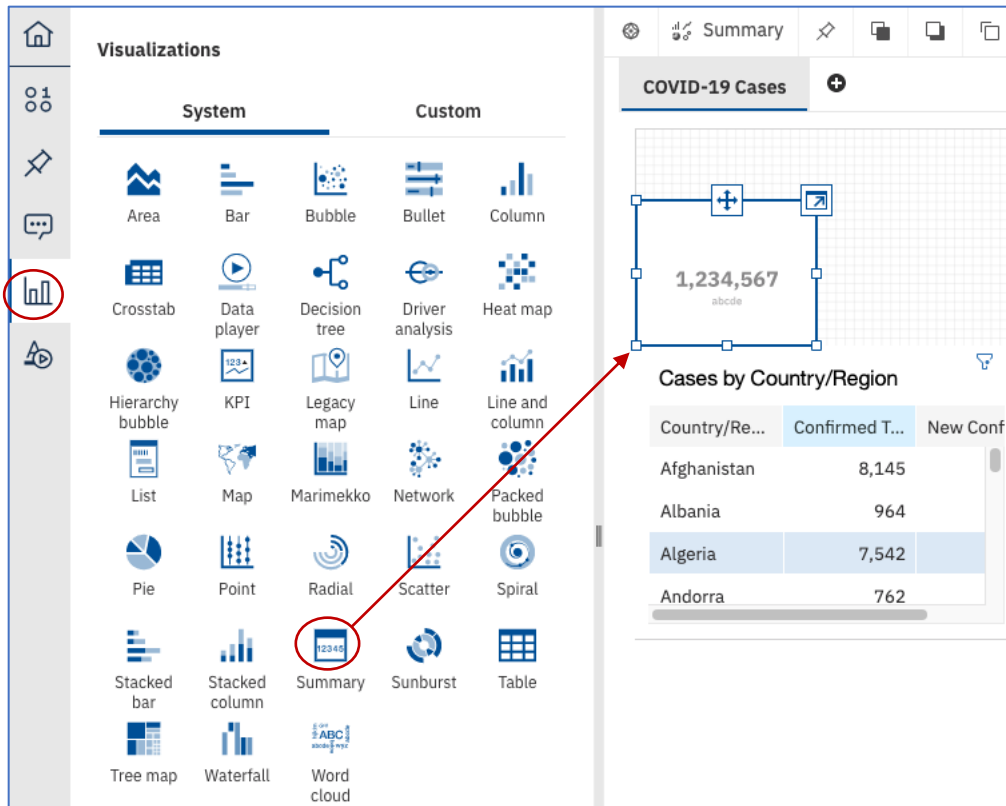 Visualizations
Summary
System
Custom
COVID-19 Cases
Area
Bar
Bubble
Bullet
Column
Crosstab
Data
player
Decision
tree
Driver
analysis
Heat map
Hierarchy
bubble
123
KPI
Legacy
map
Line
Line and
column
List
Map
Marimekko
Network
Packed
bubble
Pie
Point
Radial
Scatter
Spiral
Stacked
bar
Stacked
column
12345
Summary
Sunburst
Table
Tree map
Waterfall
ABC
Word
cloud
1,234,567
abcde
Cases by Country/Region
Country/Re... Confirmed T... New Conf
Afghanistan 8,145
Albania 964
Algeria 7,542
Andorra 762